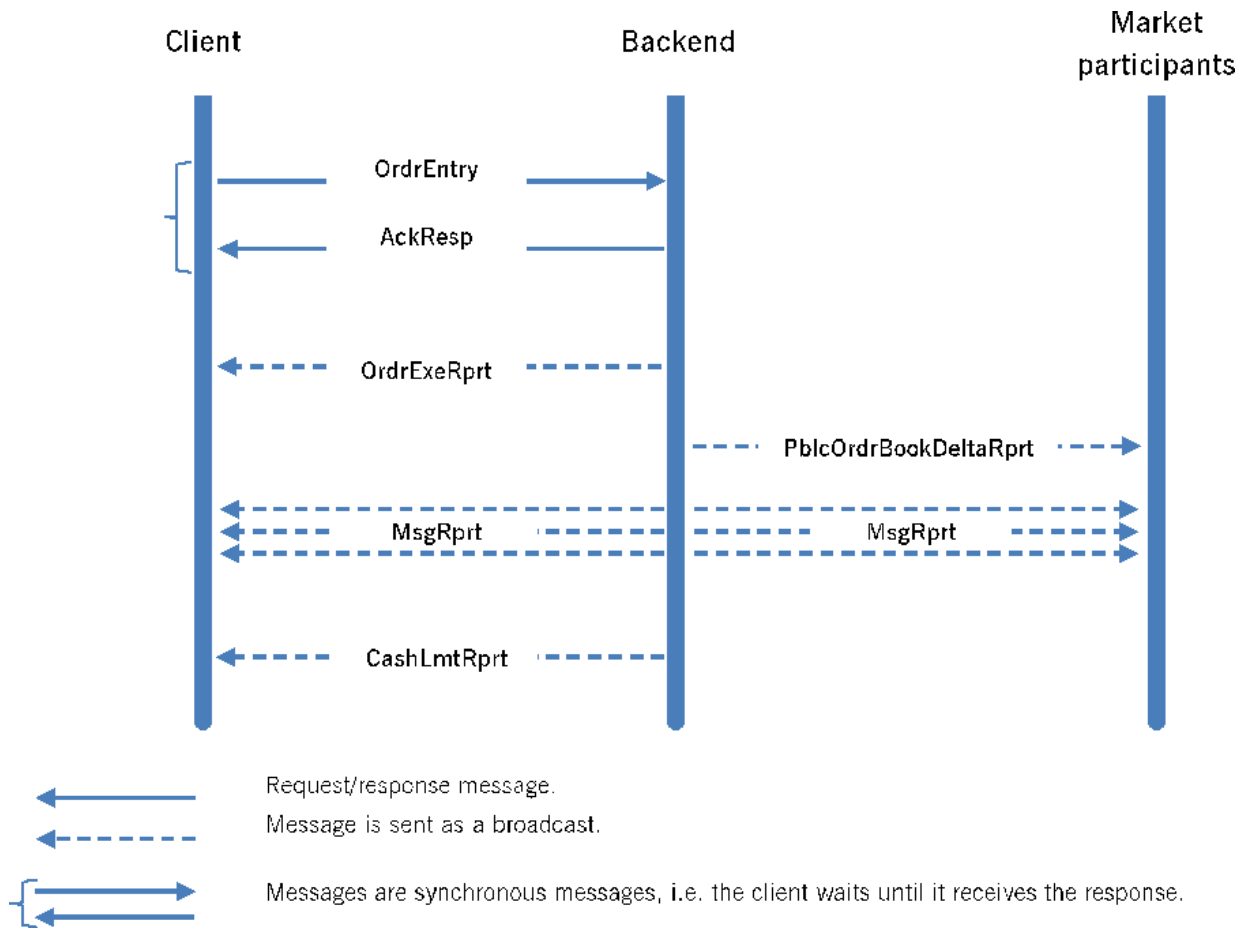 Client
Backend
Market
participants
OrdrEntry
AckResp
OrdrExeRprt
PblcOrdrBookDeltaRprt
MsgRprt
MsgRprt
CashLmtRprt
Request/response message.
Message is sent as a broadcast.
Messages are synchronous messages, i.e. the client waits until it receives the response.